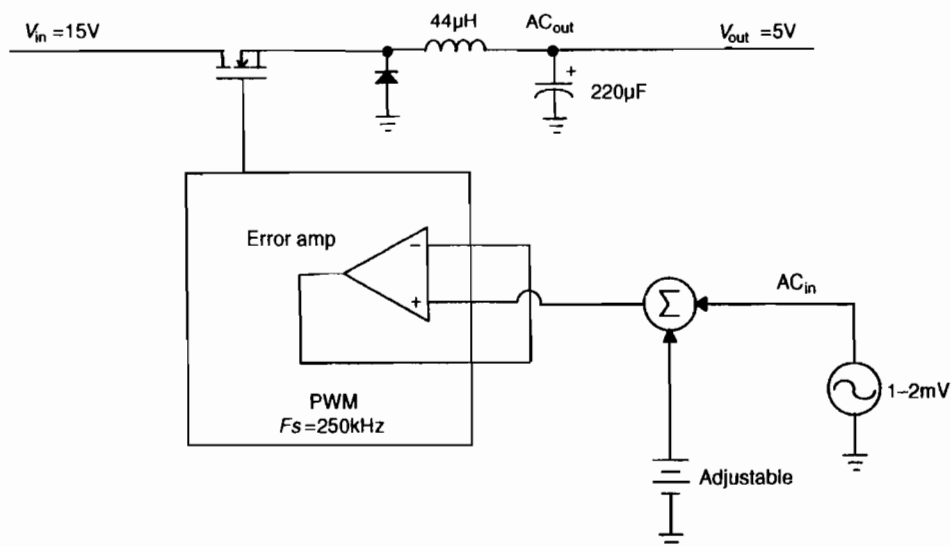 V_in =15V
44µH
AC_out
V_out =5V
+
220µF
Error amp
−
+
Σ
AC_in
1–2mV
PWM
Fs=250kHz
Adjustable